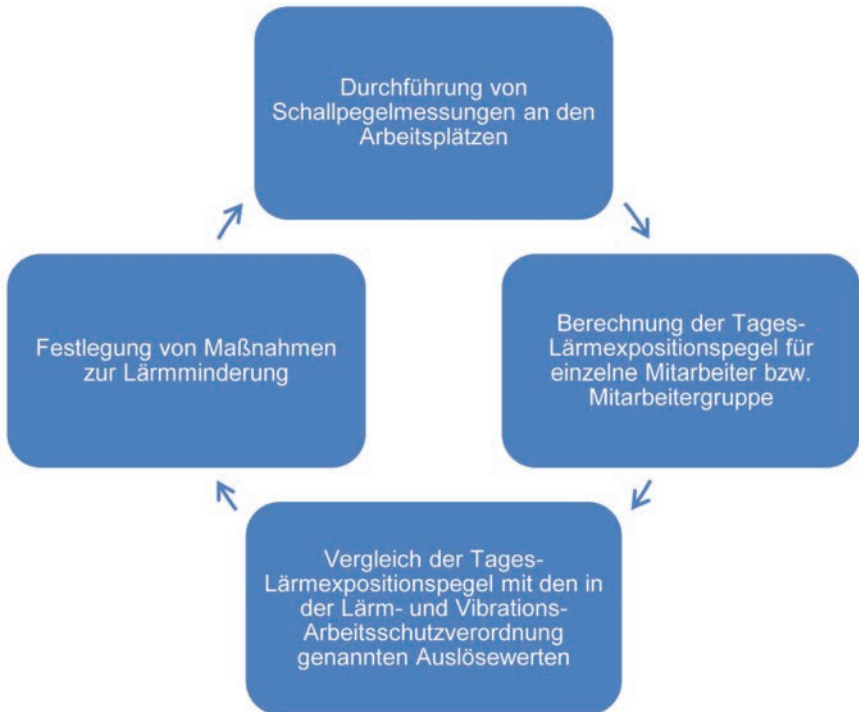 Durchführung von
Schallpegelmessungen an den
Arbeitsplätzen
Festlegung von Maßnahmen
zur Lärmminderung
Berechnung der Tages-
Lärmexpositionspegel für
einzelne Mitarbeiter bzw.
Mitarbeitergruppe
Vergleich der Tages-
Lärmexpositionspegel mit den in
der Lärm- und Vibrations-
Arbeitsschutzverordnung
genannten Auslösewerten